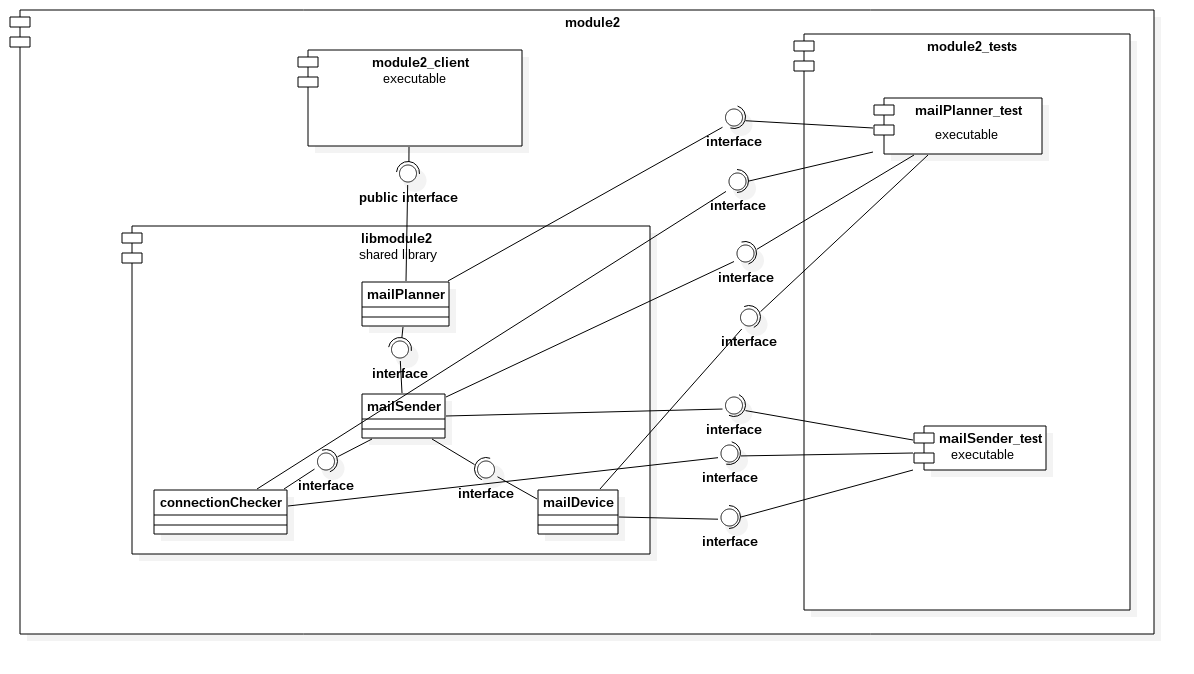 module2
module2_tests
module2_client
executable
mailPlanner_test
executable
interface
public interface
interface
libmodule2
shared library
interface
mailPlanner
interface
interface
mailSender
interface
mailSender_test
executable
interface
interface
interface
connectionChecker
mailDevice
interface